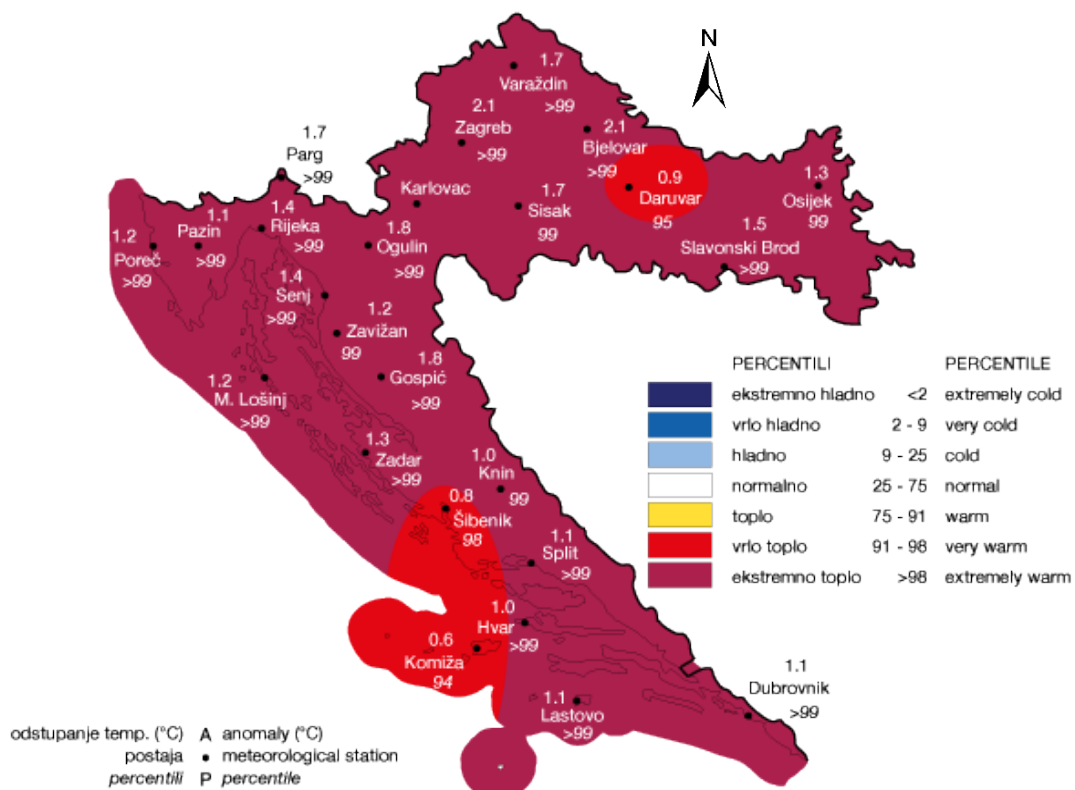 N
1.7
Varaždin
>99
2.1
Zagreb
>99
2.1
Bjelovar
>99
0.9
Daruvar
95
1.3
Osijek
99
1.7
Parg
>99
Karlovac
1.7
Sisak
99
1.5
Slavonski Brod
>99
1.2
Poreč
>99
1.1
Pazin
>99
1.4
Rijeka
>99
1.8
Ogulin
>99
1.4
Senj
>99
1.2
Zavižan
99
1.8
Gospić
>99
1.2
M. Lošinj
>99
1.3
Zadar
>99
1.0
Knin
99
0.8
Šibenik
98
1.1
Split
>99
1.0
Hvar
>99
0.6
Komiža
94
1.1
Lastovo
>99
1.1
Dubrovnik
>99
PERCENTILI PERCENTILE
ekstremno hladno <2 extremely cold
vrlo hladno 2 - 9 very cold
hladno 9 - 25 cold
normalno 25 - 75 normal
toplo 75 - 91 warm
vrlo toplo 91 - 98 very warm
ekstremno toplo >98 extremely warm
odstupanje temp. (°C) A anomaly (°C)
postaja • meteorological station
percentili P percentile